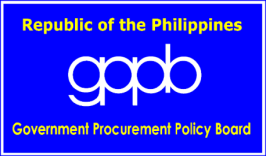 Republic of the Philippines
gppb
Government Procurement Policy Board